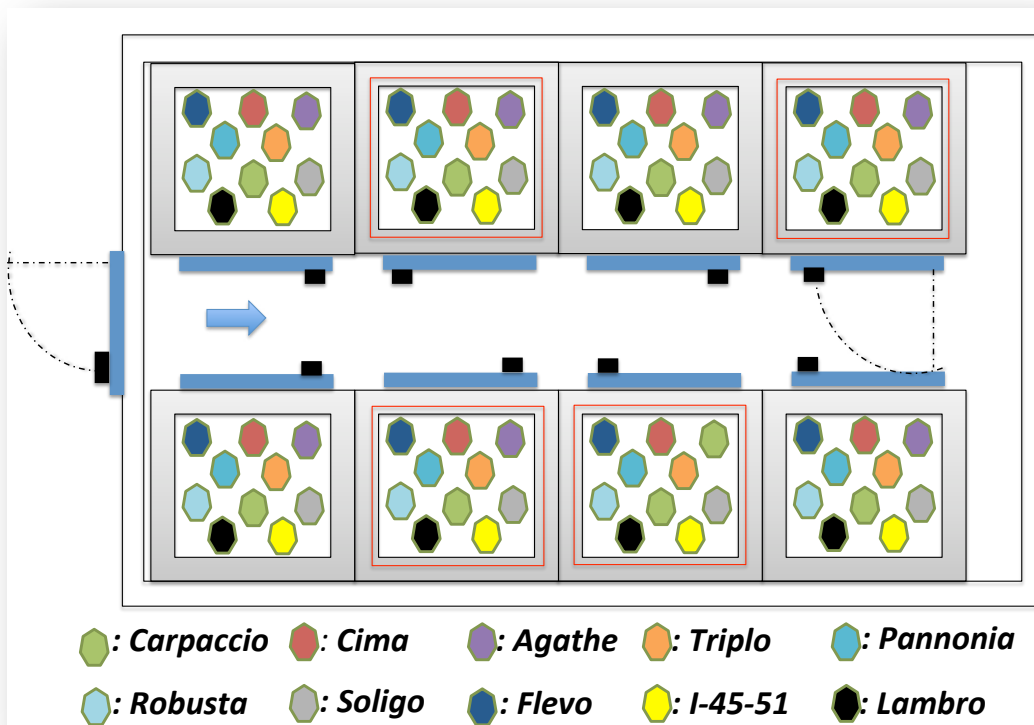 : Carpaccio : Cima : Agathe : Triplo : Pannonia
: Robusta : Soligo : Flevo : I-45-51 : Lambro